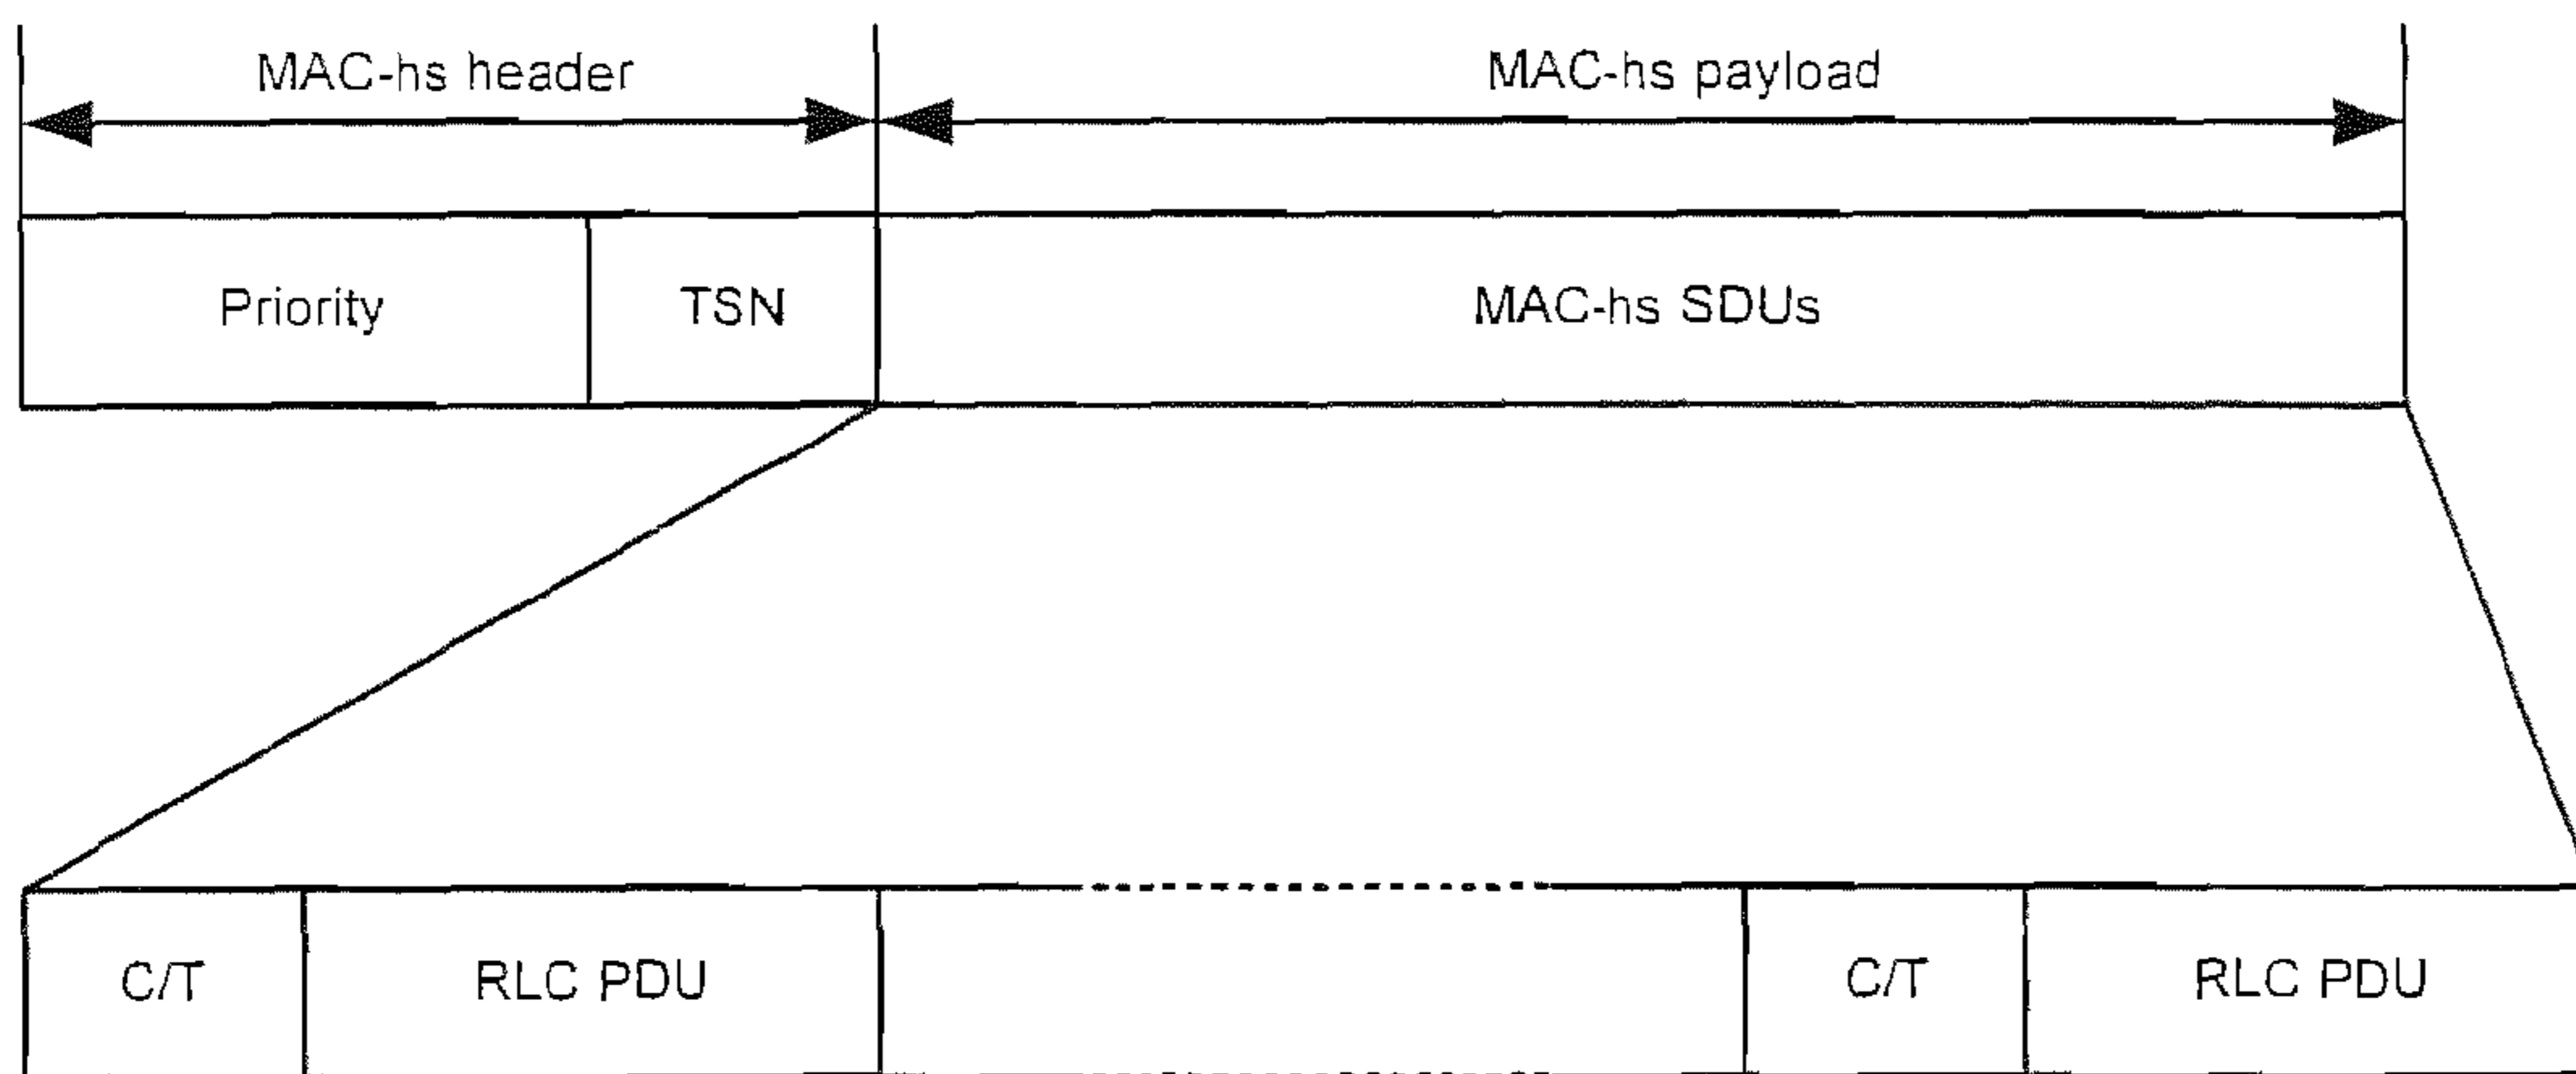 MAC-hs header
MAC-hs payload
Priority
TSN
MAC-hs SDUs
C/T
RLC PDU
C/T
RLC PDU